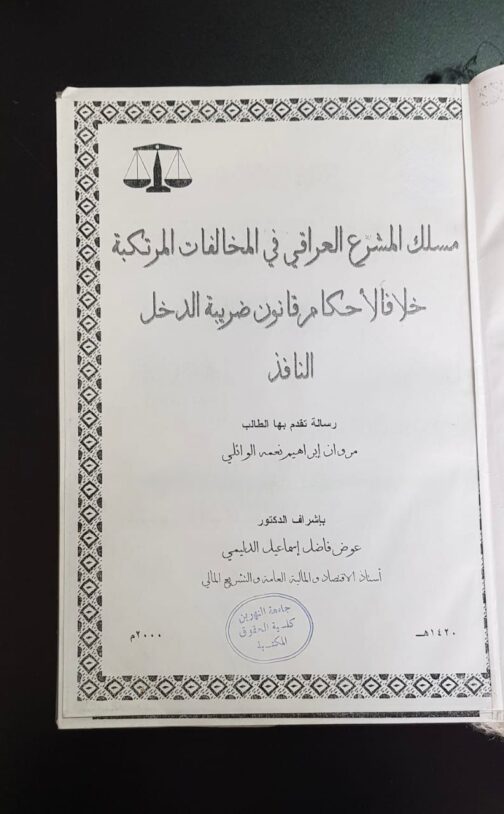 مسلك المشرّع العراقي في المخالفات المرتكبة
خلافاً لأحكام قانون ضريبة الدخل
النافذ
رسالة تقدم بها الطالب
مروان إبراهيم نعمه الوائلي
بإشراف الدكتور
عوض فاضل إسماعيل الدليمي
أستاذ الاقتصاد والمالية العامة والتشريع المالي
جامعة النهرين
كلية الحقوق
المكتبة
١٤٢٠هـ ٢٠٠٠م